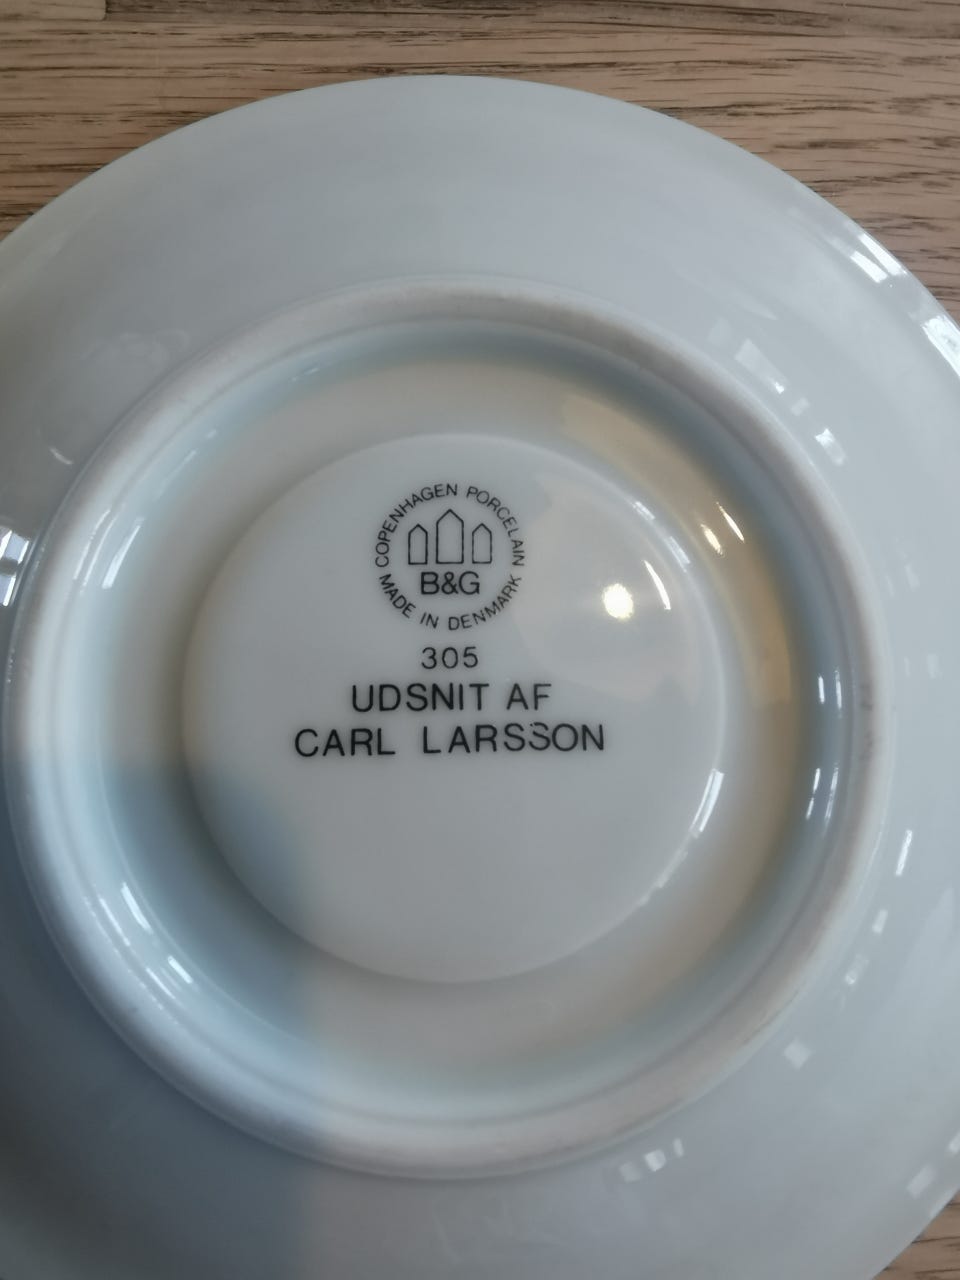 COPENHAGEN PORCELAIN
B&G
MADE IN DENMARK
305
UDSNIT AF
CARL LARSSON